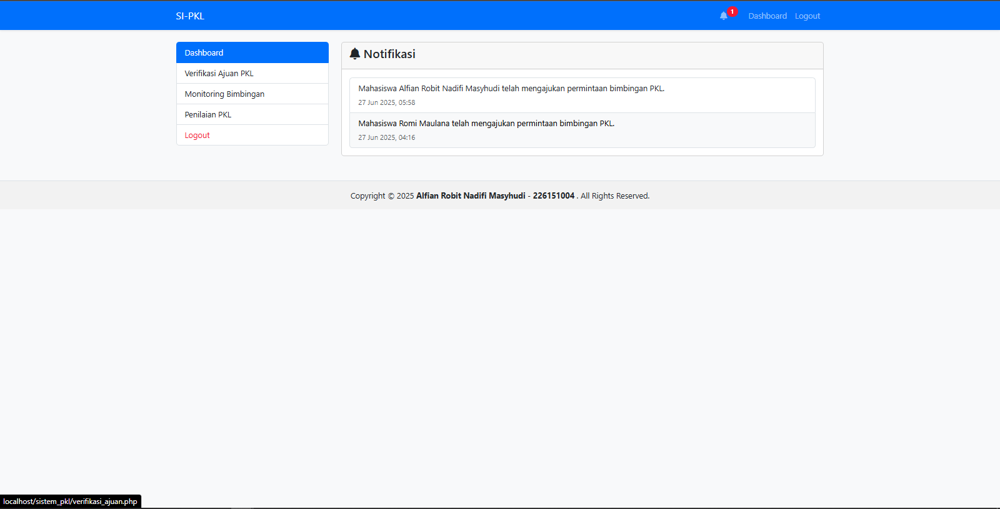 SI-PKL
1
Dashboard
Logout
Dashboard
Verifikasi Ajuan PKL
Monitoring Bimbingan
Penilaian PKL
Logout
Notifikasi
Mahasiswa Alfian Robit Nadifi Masyhudi telah mengajukan permintaan bimbingan PKL.
27 Jun 2025, 05:58
Mahasiswa Romi Maulana telah mengajukan permintaan bimbingan PKL.
27 Jun 2025, 04:16
Copyright © 2025 Alfian Robit Nadifi Masyhudi - 226151004 . All Rights Reserved.
localhost/sistem_pkl/verifikasi_ajuan.php